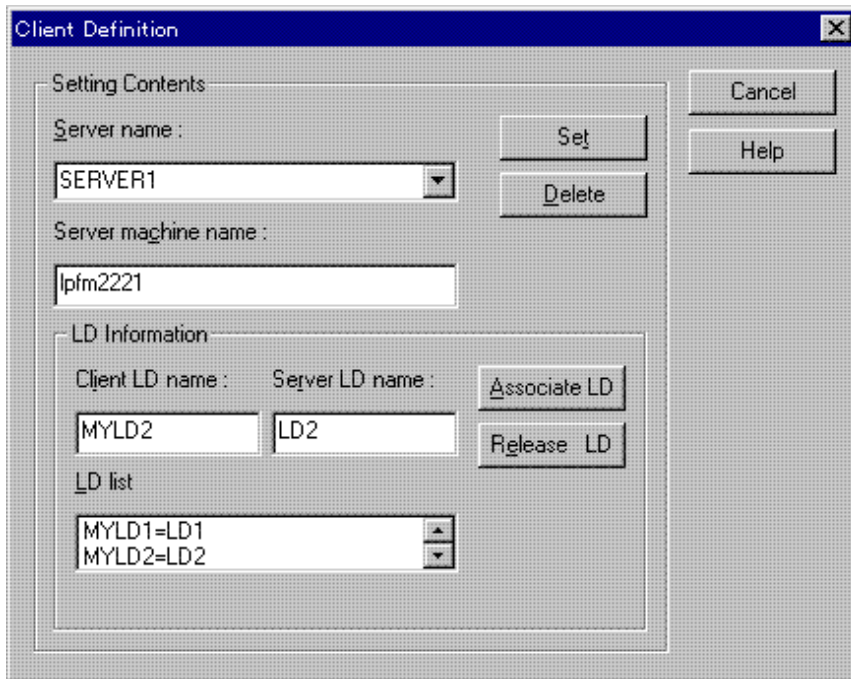 Client Definition
Setting Contents
Server name :
SERVER1
Server machine name :
lpfm2221
LD Information
Client LD name :
Server LD name :
MYLD2
LD2
LD list
MYLD1=LD1
MYLD2=LD2
Associate LD
Release LD
Set
Delete
Cancel
Help